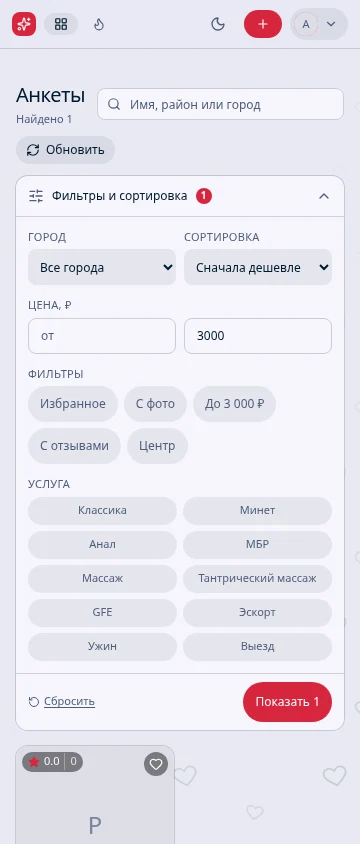 А
Анкеты
Найдено 1
Имя, район или город
Обновить
Фильтры и сортировка 1
ГОРОД СОРТИРОВКА
Все города Сначала дешевле
ЦЕНА, ₽
от 3000
ФИЛЬТРЫ
Избранное С фото До 3 000 ₽
С отзывами Центр
УСЛУГА
Классика Минет
Анал МБР
Массаж Тантрический массаж
GFE Эскорт
Ужин Выезд
Сбросить Показать 1
0.0 0
Р